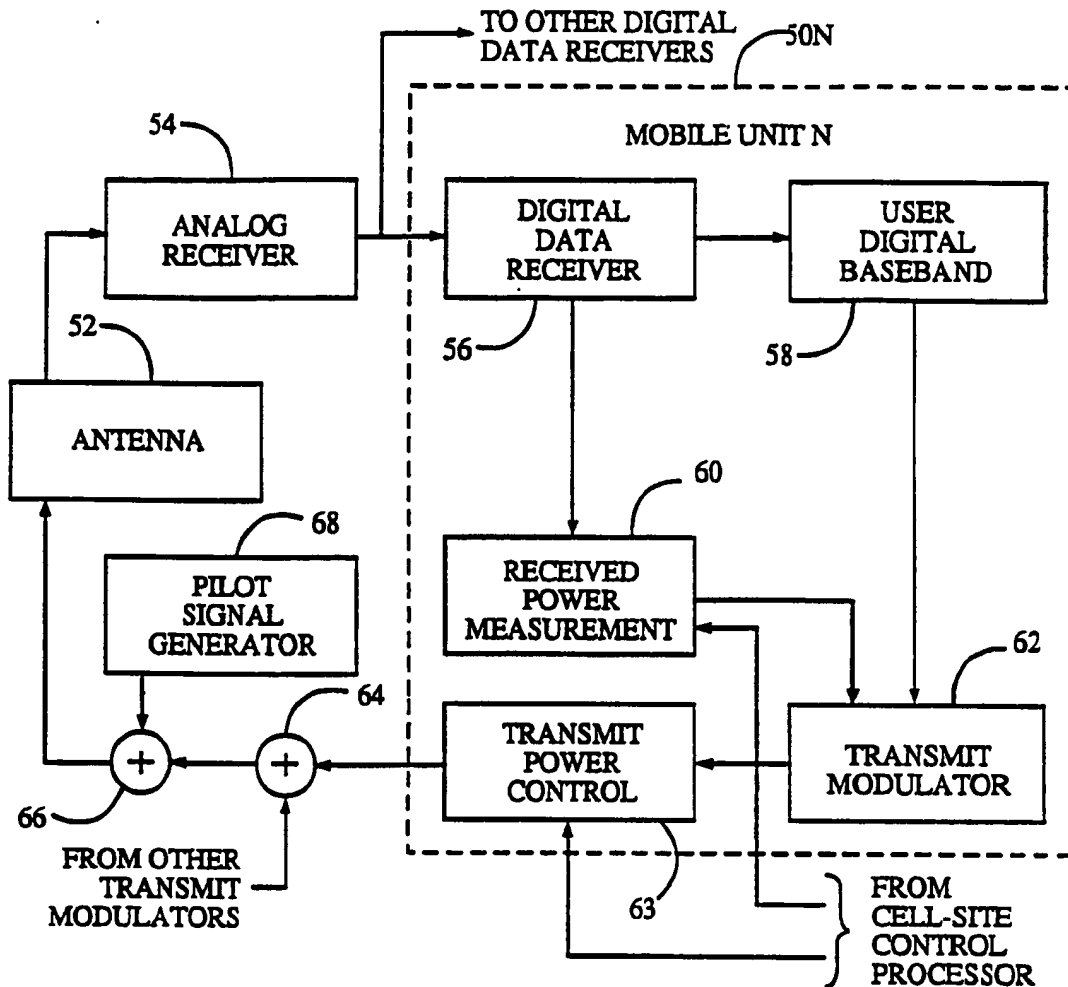 TO OTHER DIGITAL
DATA RECEIVERS
50N
54
MOBILE UNIT N
ANALOG
RECEIVER
DIGITAL
DATA
RECEIVER
USER
DIGITAL
BASEBAND
52
56
58
ANTENNA
60
68
PILOT
SIGNAL
GENERATOR
RECEIVED
POWER
MEASUREMENT
62
64
TRANSMIT
POWER
CONTROL
TRANSMIT
MODULATOR
66
FROM OTHER
TRANSMIT
MODULATORS
63
FROM
CELL-SITE
CONTROL
PROCESSOR